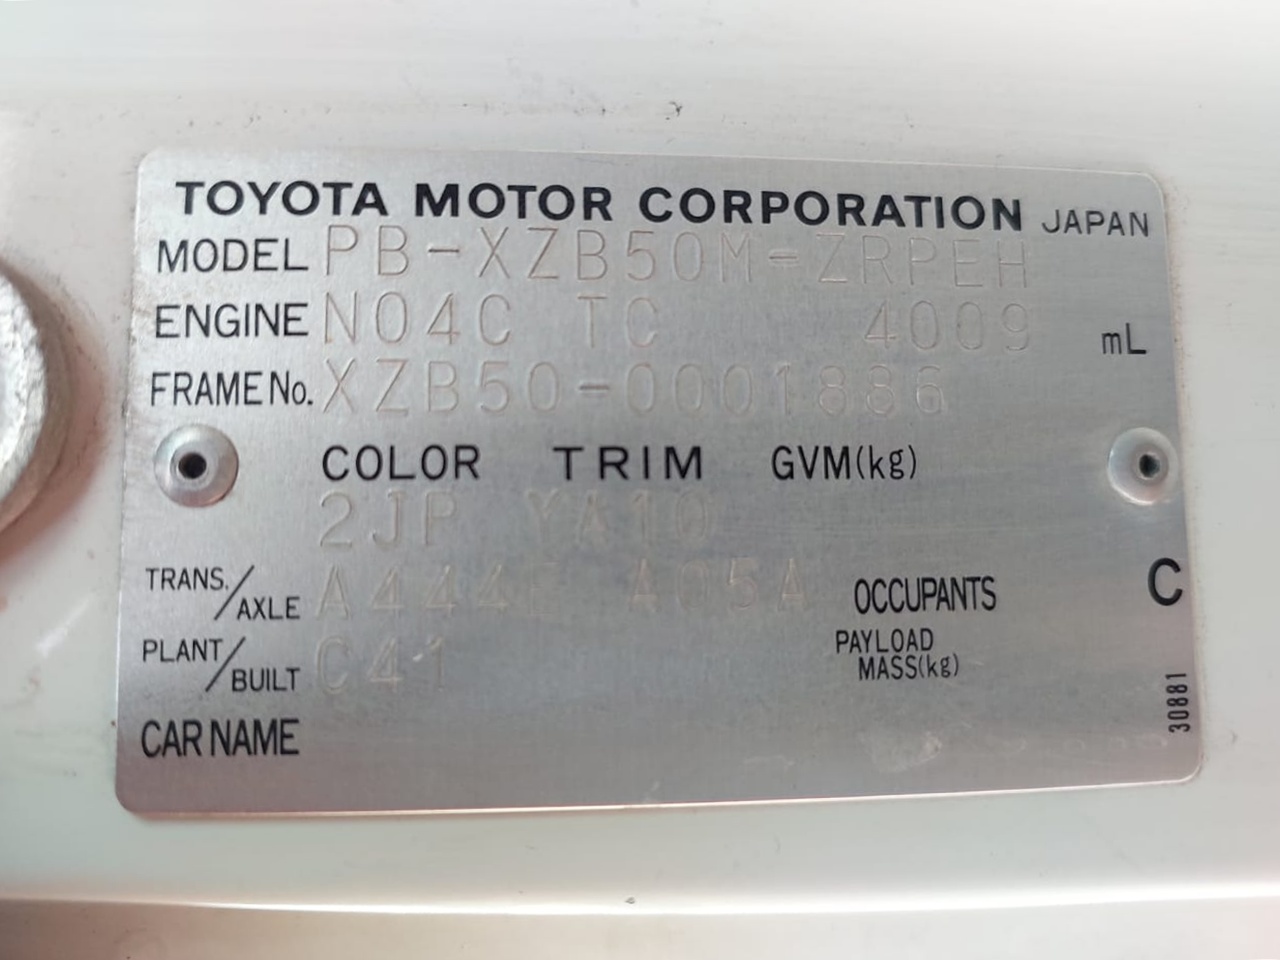 TOYOTA MOTOR CORPORATION JAPAN
MODEL PB-XZB50M-ZRPEH
ENGINE N04C TC 4009 mL
FRAME No. XZB50-0001886
COLOR TRIM GVM(kg)
2JP YA10
TRANS./AXLE A444E A05A OCCUPANTS C
PLANT/BUILT C41 PAYLOAD MASS(kg)
CAR NAME
30881